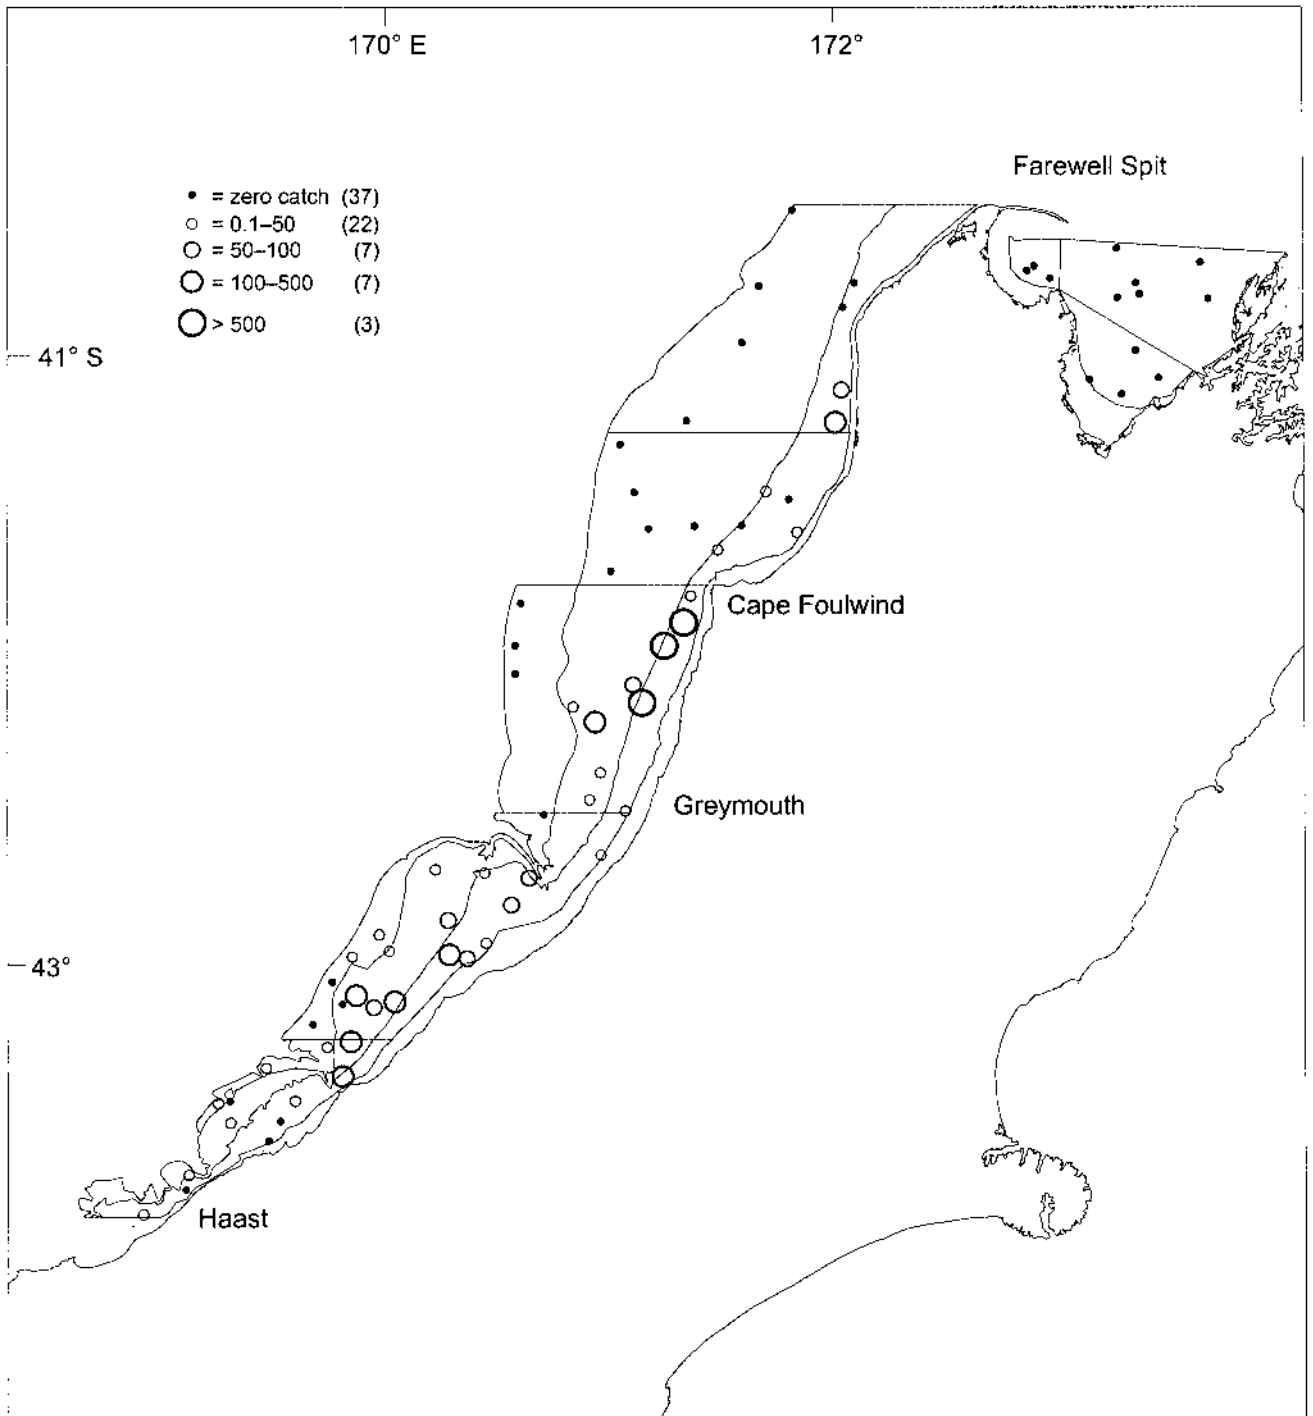 170° E
172°
Farewell Spit
= zero catch (37)
= 0.1–50 (22)
= 50–100 (7)
= 100–500 (7)
> 500 (3)
41° S
Cape Foulwind
Greymouth
43°
Haast